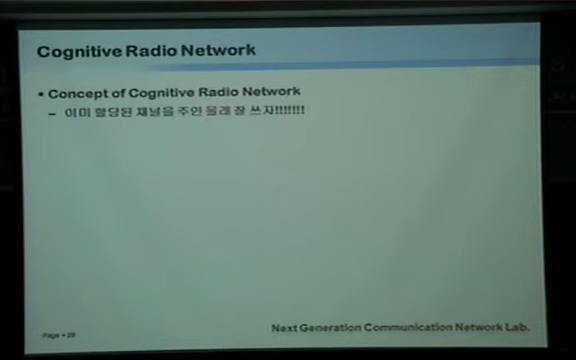 Cognitive Radio Network
▪ Concept of Cognitive Radio Network
– 이미 할당된 채널을 주인 몰래 잘 쓰자!!!!!!!
Page ▪ 28
Next Generation Communication Network Lab.